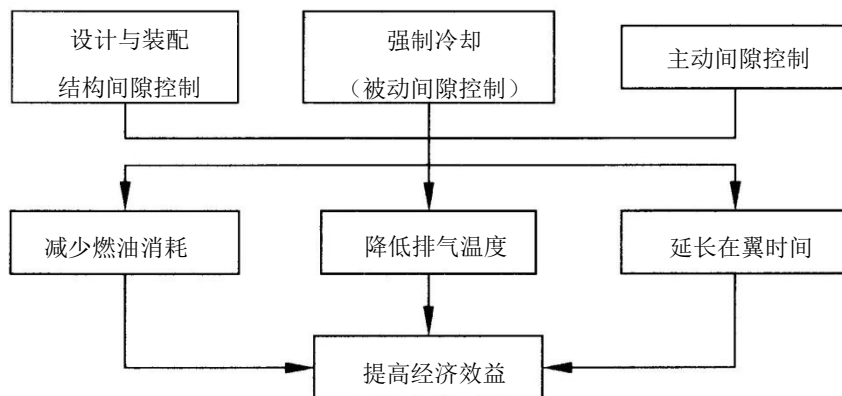 设计与装配
结构间隙控制
强制冷却
（被动间隙控制）
主动间隙控制
减少燃油消耗
降低排气温度
延长在翼时间
提高经济效益